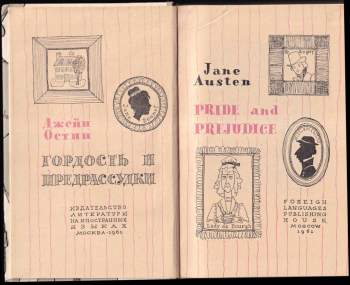 Джейн
Остин
ГОРДОСТЬ И
ПРЕДРАССУДКИ
ИЗДАТЕЛЬСТВО
ЛИТЕРАТУРЫ
НА ИНОСТРАННЫХ
ЯЗЫКАХ
МОСКВА-1961
Jane
Austen
PRIDE and
PREJUDICE
Lady de Bourgh
FOREIGN
LANGUAGES
PUBLISHING
HOUSE
MOSCOW
1961